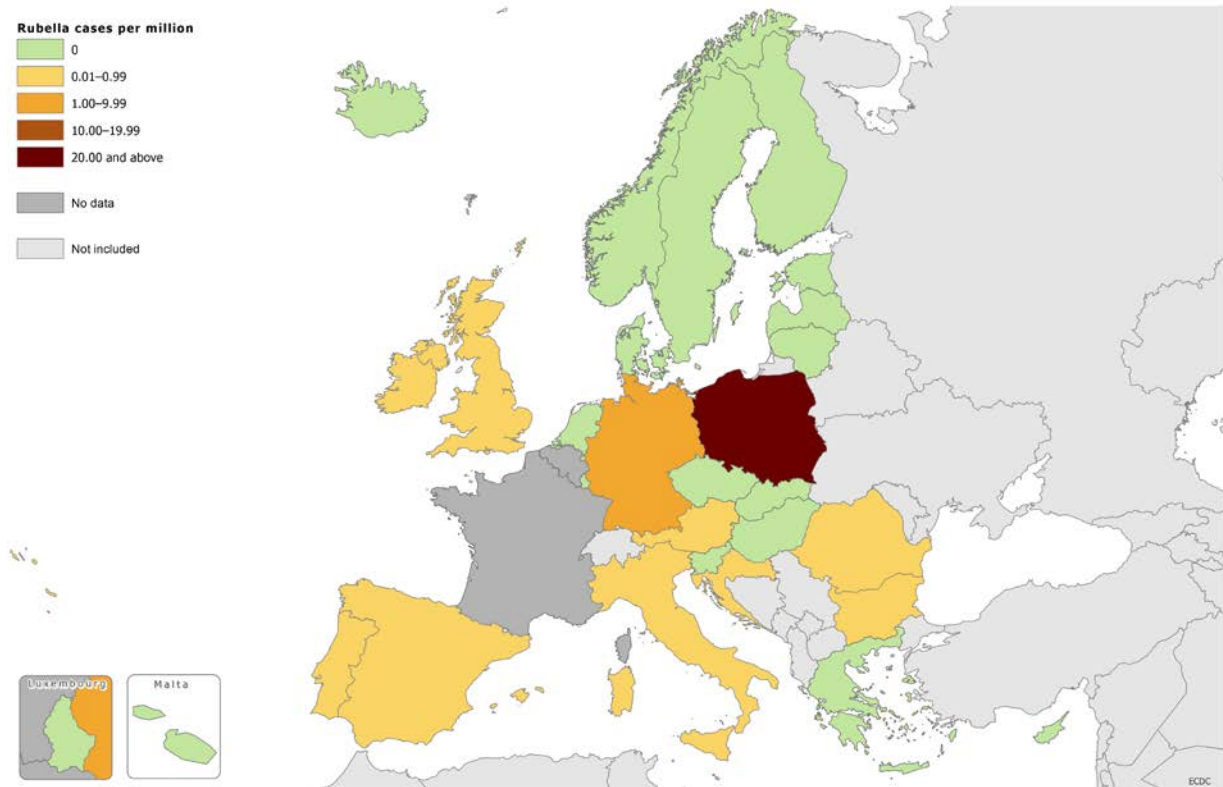 Rubella cases per million
0
0.01–0.99
1.00–9.99
10.00–19.99
20.00 and above
No data
Not included
Luxembourg
Malta
ECDC